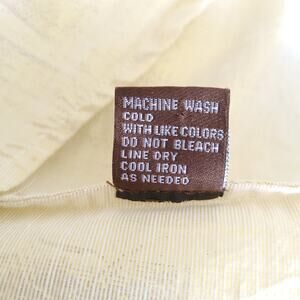 MACHINE WASH
COLD
WITH LIKE COLORS
DO NOT BLEACH
LINE DRY
COOL IRON
AS NEEDED